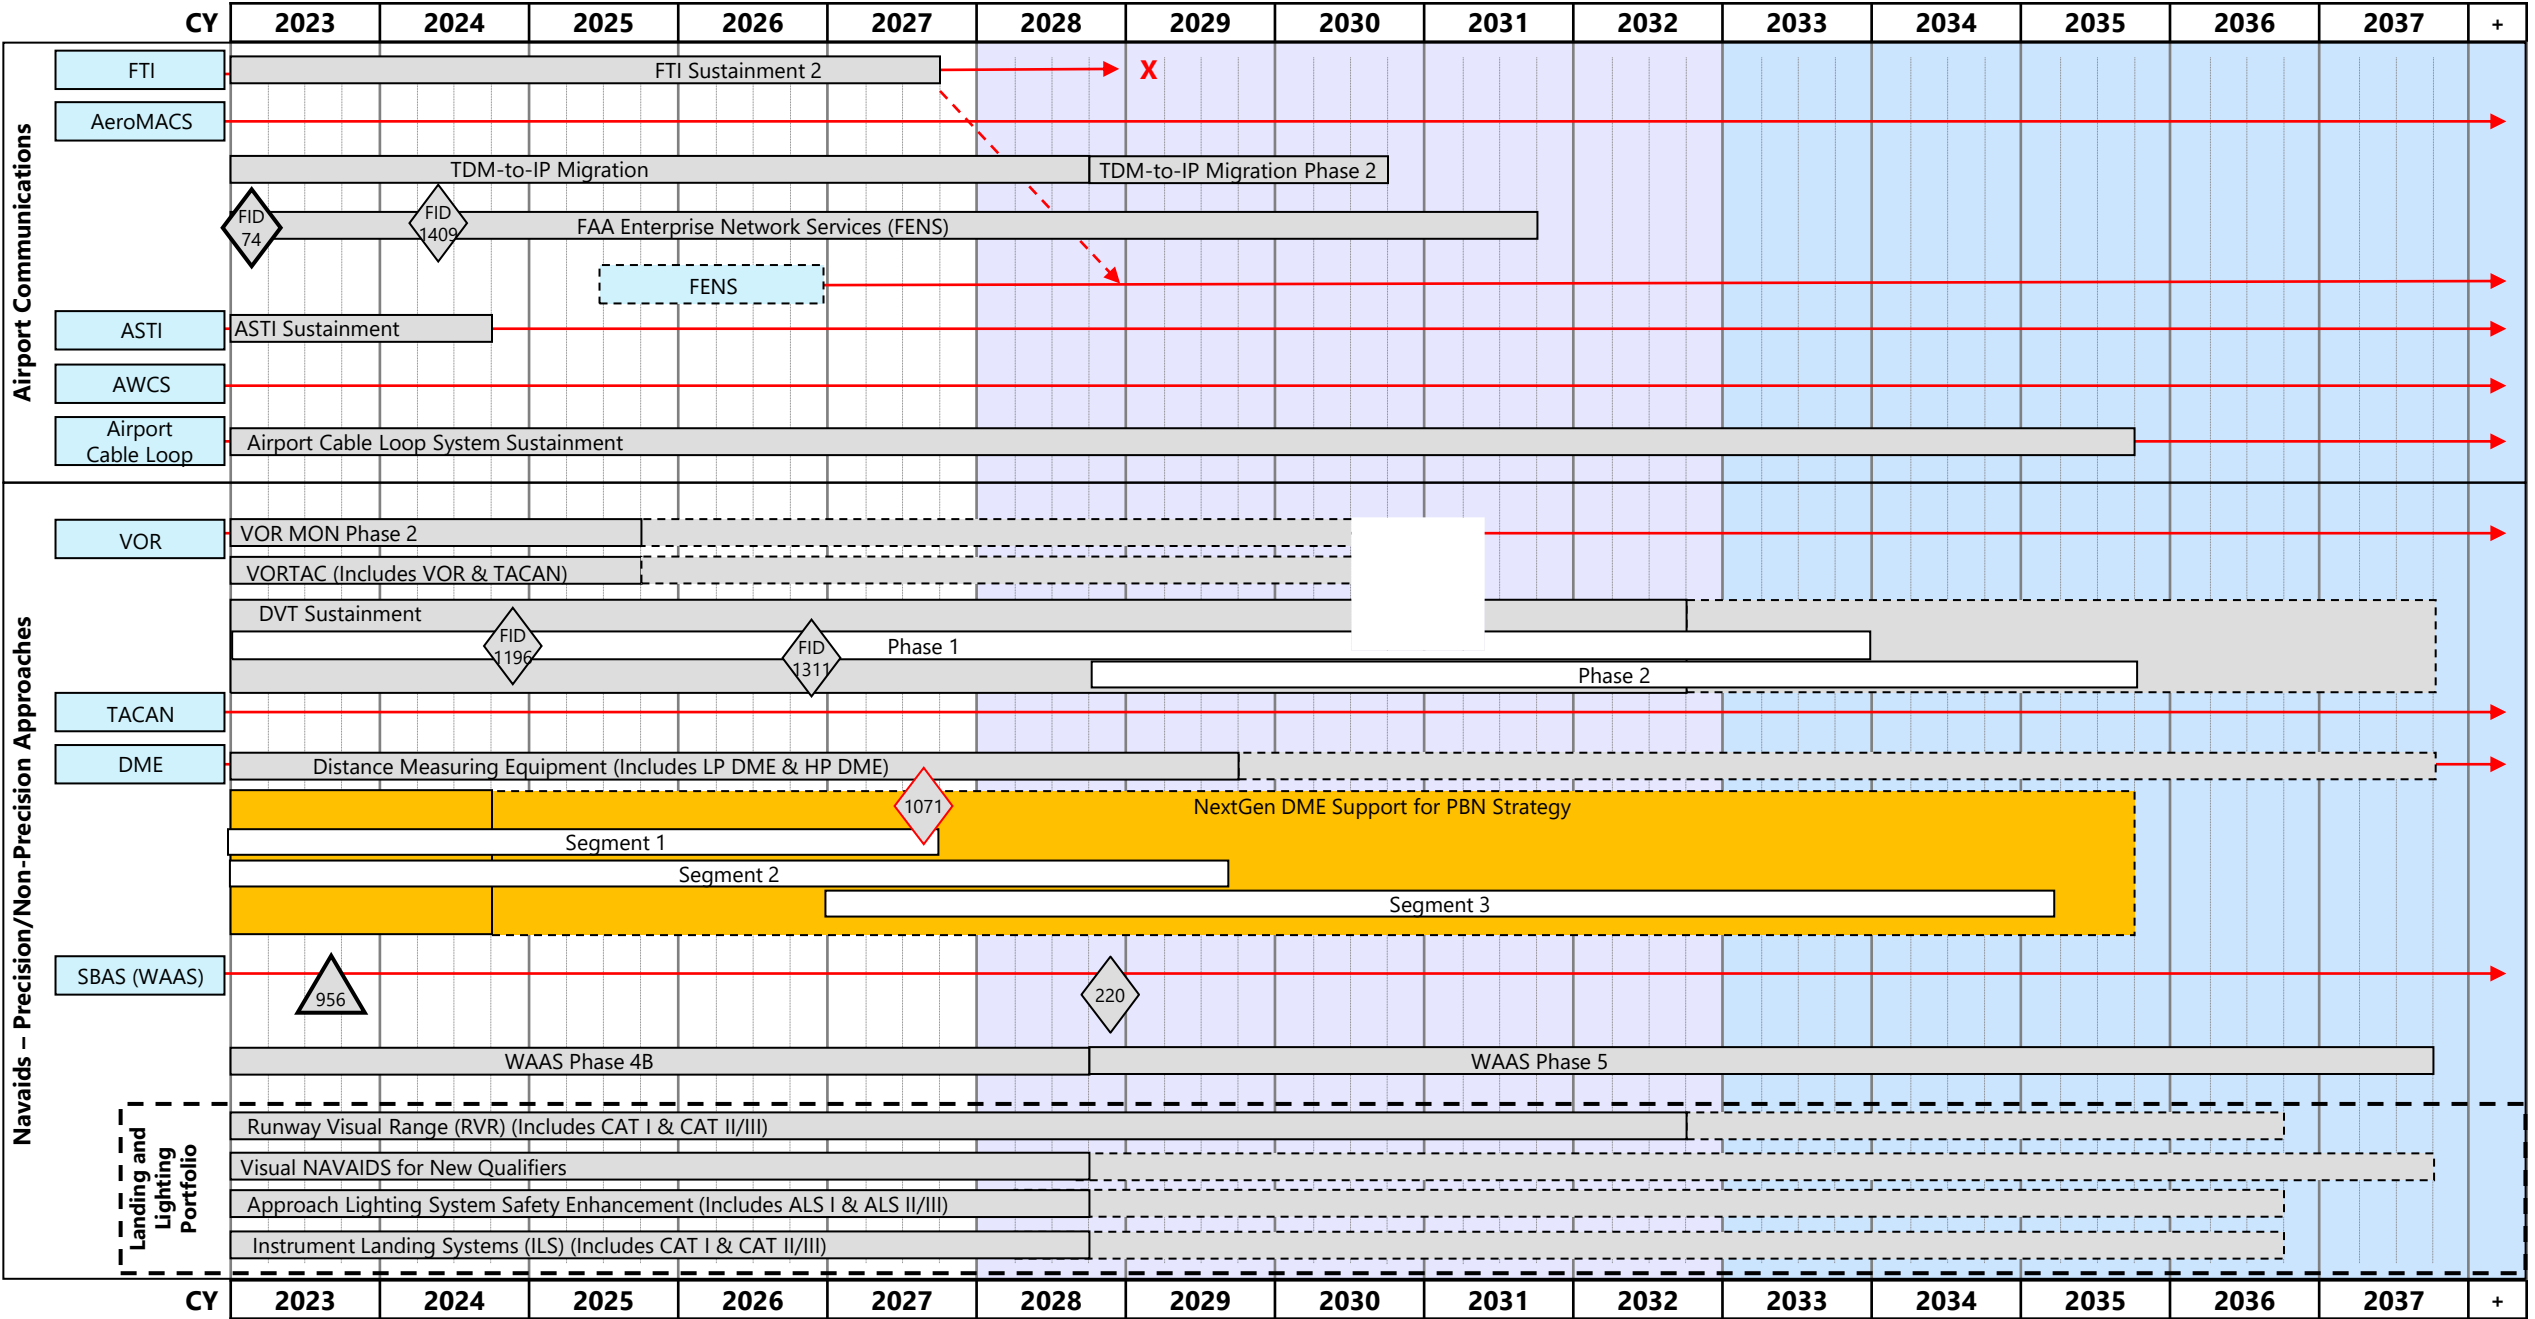 CY 2023 2024 2025 2026 2027 2028 2029 2030 2031 2032 2033 2034 2035 2036 2037 +
Airport Communications
FTI
FTI Sustainment 2
X
AeroMACS
TDM-to-IP Migration
TDM-to-IP Migration Phase 2
FID
74
FID
1409
FAA Enterprise Network Services (FENS)
FENS
ASTI
ASTI Sustainment
AWCS
Airport
Cable Loop
Airport Cable Loop System Sustainment
Navaids – Precision/Non-Precision Approaches
VOR
VOR MON Phase 2
VORTAC (Includes VOR & TACAN)
DVT Sustainment
FID
1196
FID
1311
Phase 1
Phase 2
TACAN
DME
Distance Measuring Equipment (Includes LP DME & HP DME)
1071
NextGen DME Support for PBN Strategy
Segment 1
Segment 2
Segment 3
SBAS (WAAS)
956
220
WAAS Phase 4B
WAAS Phase 5
Landing and
Lighting
Portfolio
Runway Visual Range (RVR) (Includes CAT I & CAT II/III)
Visual NAVAIDS for New Qualifiers
Approach Lighting System Safety Enhancement (Includes ALS I & ALS II/III)
Instrument Landing Systems (ILS) (Includes CAT I & CAT II/III)
CY 2023 2024 2025 2026 2027 2028 2029 2030 2031 2032 2033 2034 2035 2036 2037 +